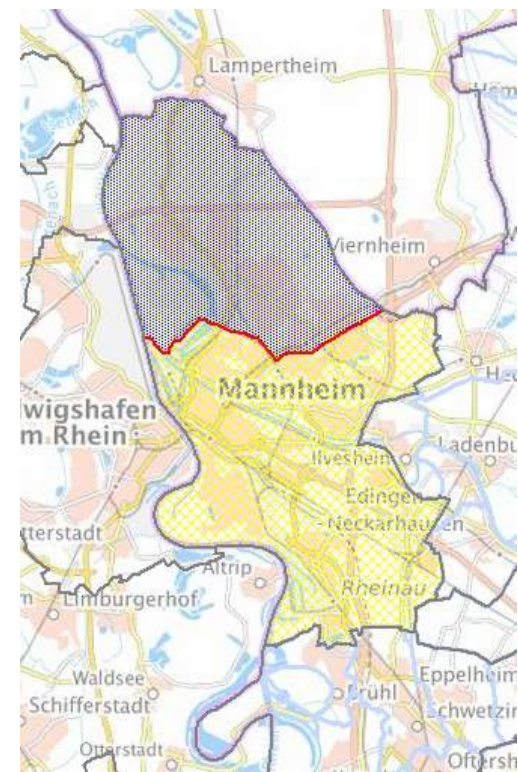 Lampertheim
Viernheim
Mannheim
wigshafen
m Rhein
Ilvesheim
Ladenbu
Edingen
-Neckarhausen
tterstadt
Altrip
Rheinau
Limburgerhof
Waldsee
Schifferstadt
Eppelheim
Brühl
chwetzin
Otterstadt
Oftersh